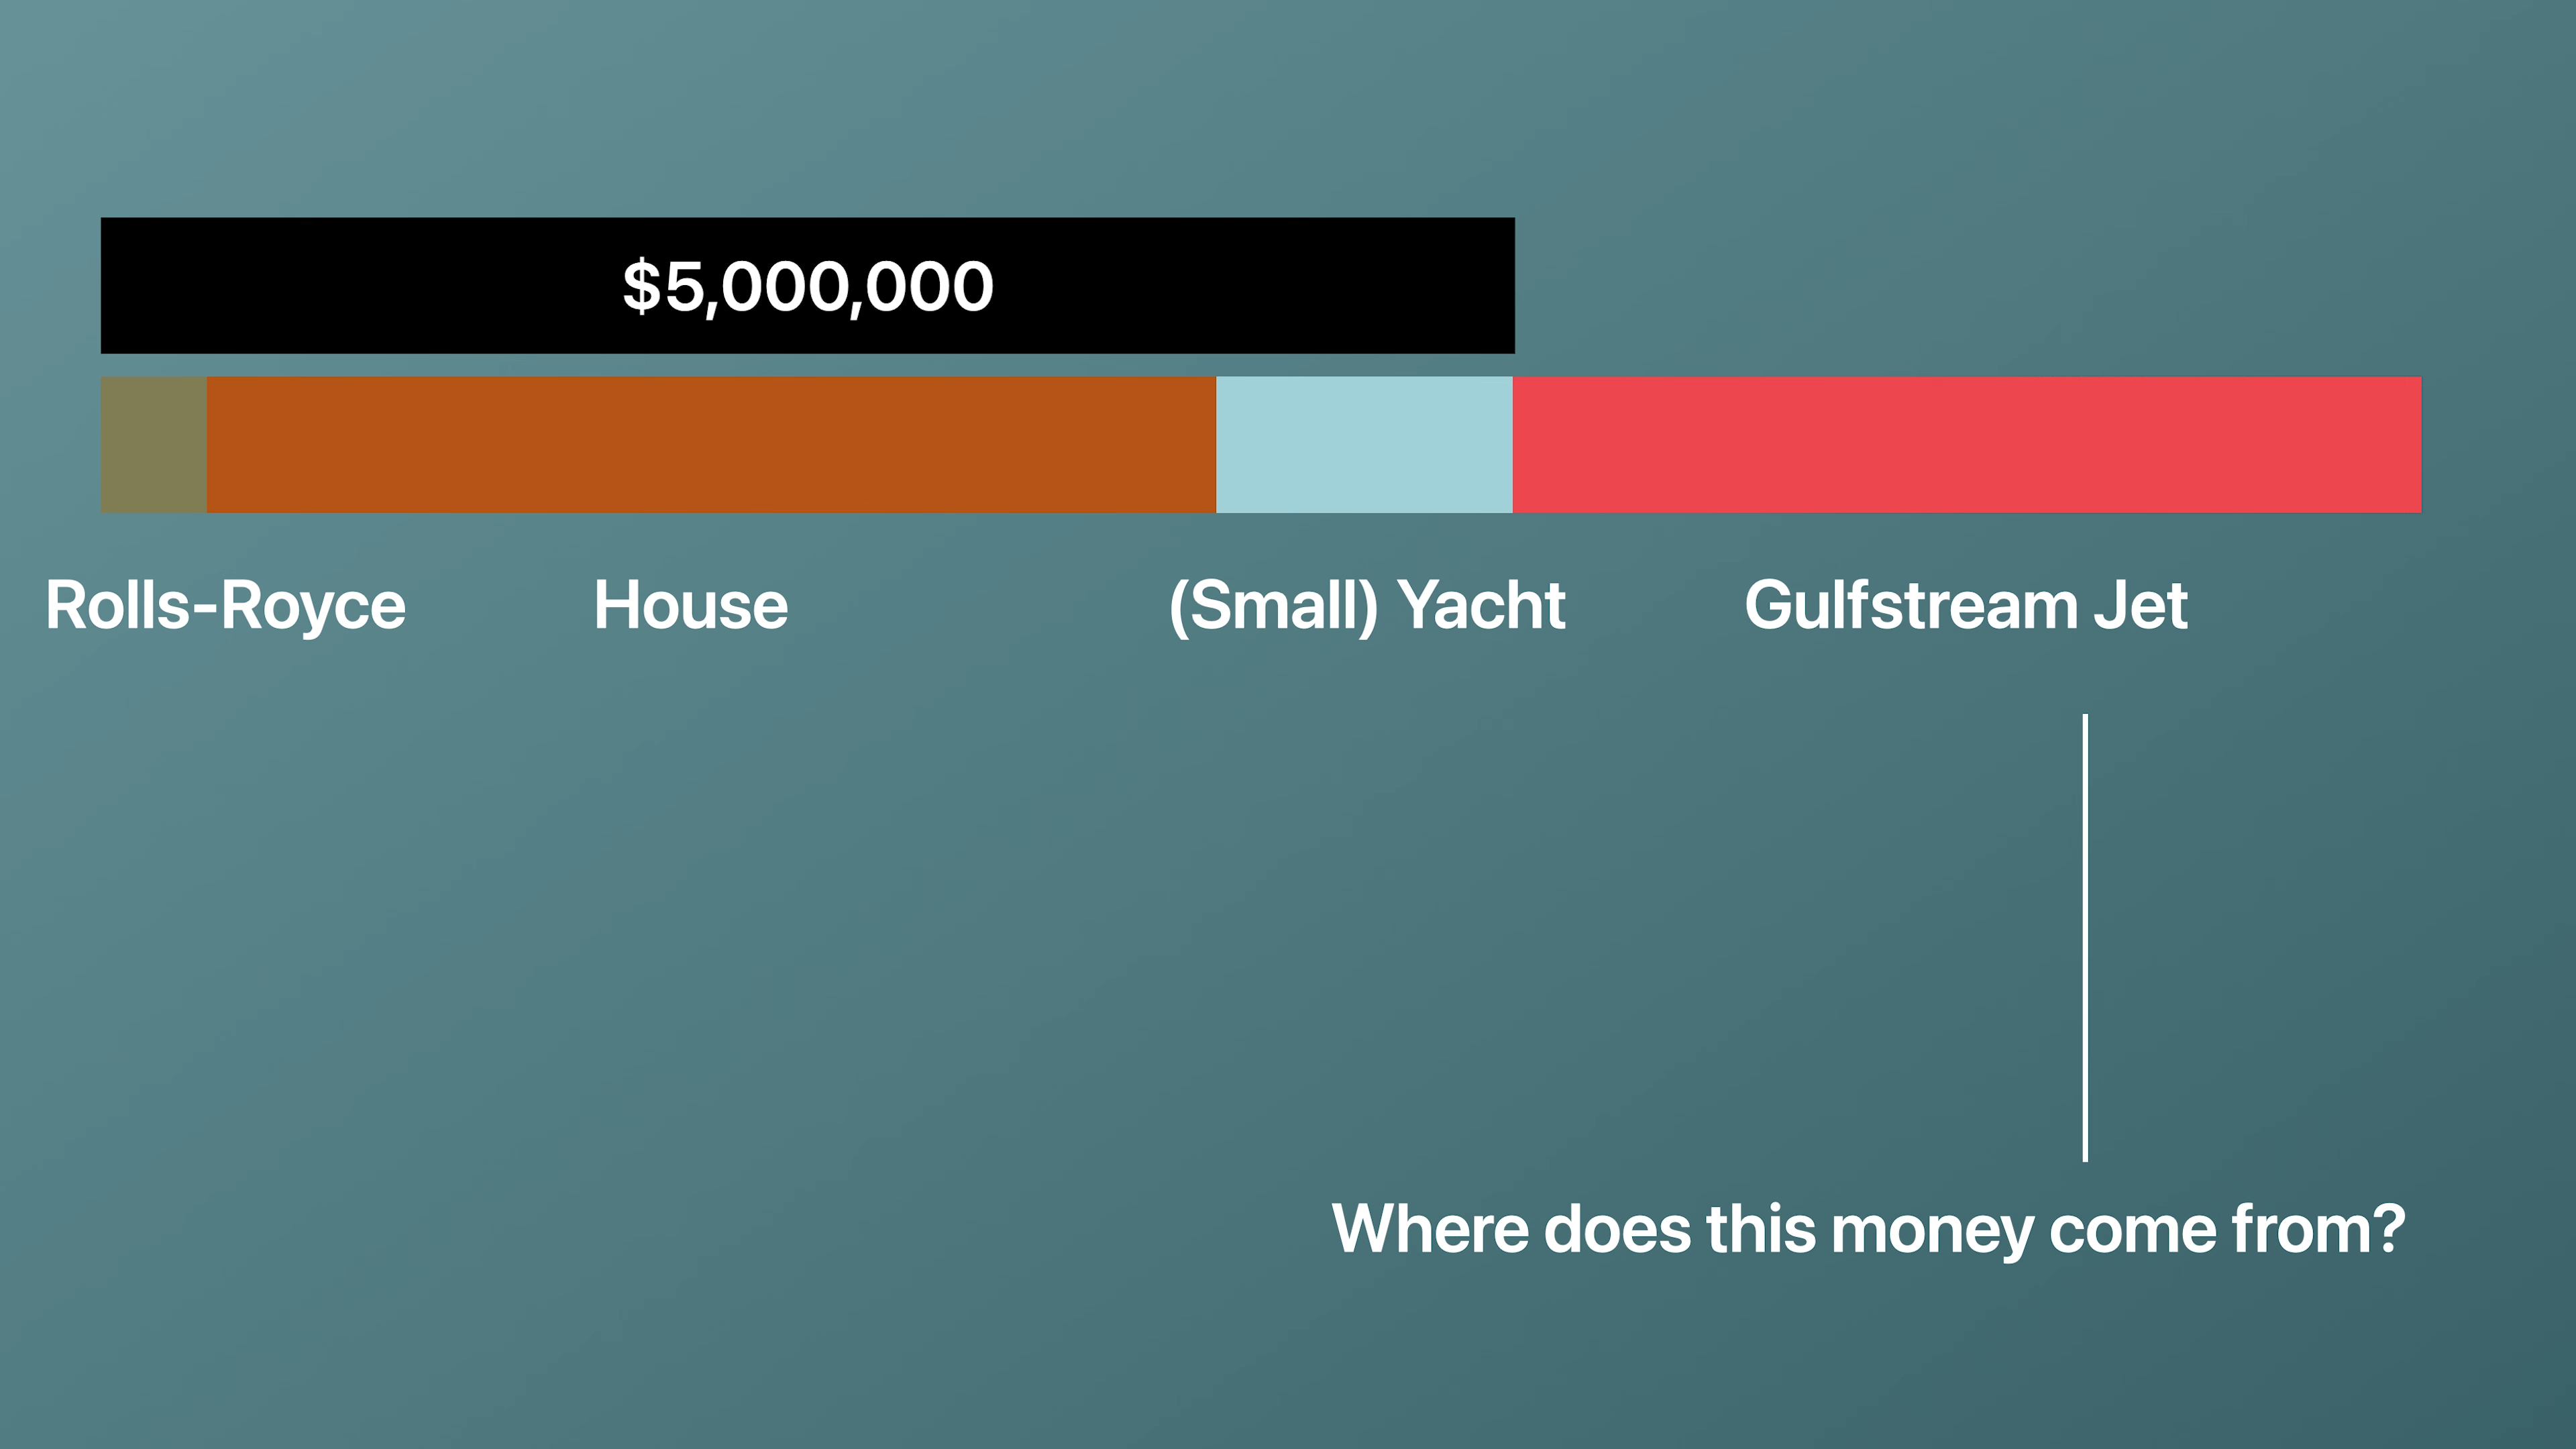 $5,000,000
Rolls-Royce
House
(Small) Yacht
Gulfstream Jet
Where does this money come from?